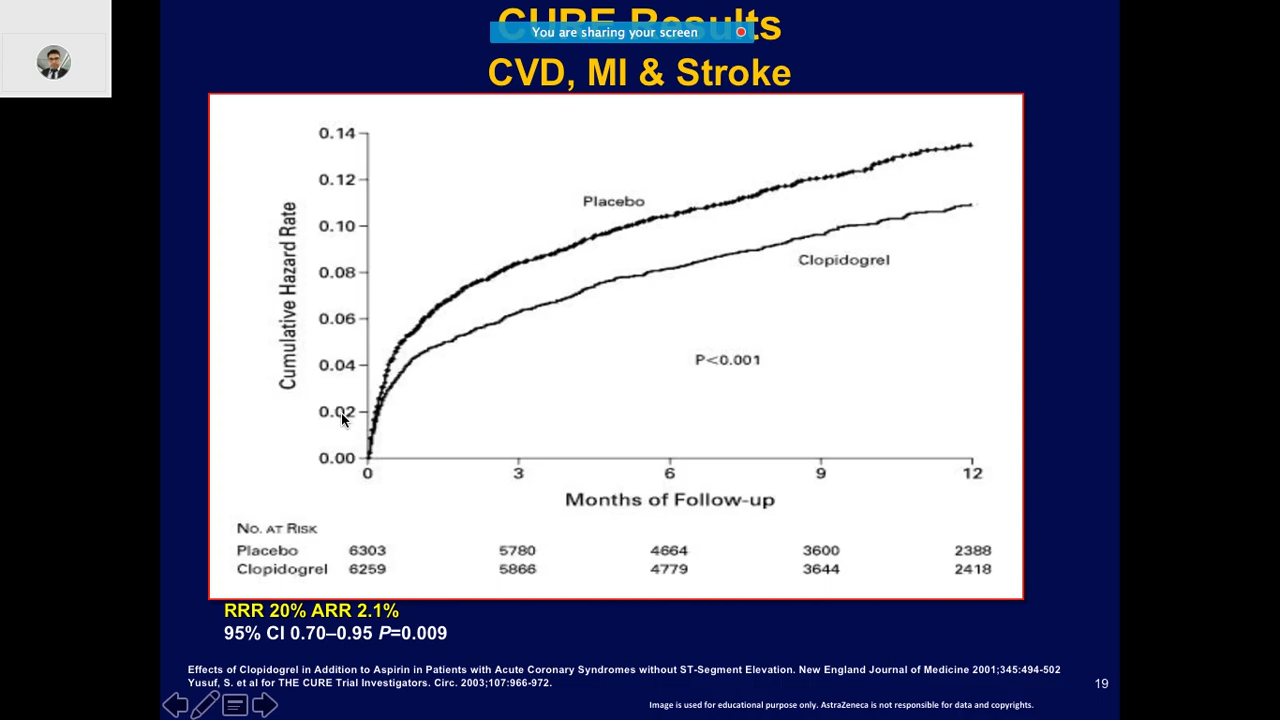 CURE Results
You are sharing your screen
CVD, MI & Stroke
0.14
0.12
0.10
0.08
0.06
0.04
0.02
0.00
Cumulative Hazard Rate
Placebo
Clopidogrel
P<0.001
0 3 6 9 12
Months of Follow-up
No. at Risk
Placebo 6303 5780 4664 3600 2388
Clopidogrel 6259 5866 4779 3644 2418
RRR 20% ARR 2.1%
95% CI 0.70–0.95 P=0.009
Effects of Clopidogrel in Addition to Aspirin in Patients with Acute Coronary Syndromes without ST-Segment Elevation. New England Journal of Medicine 2001;345:494-502
Yusuf, S. et al for THE CURE Trial Investigators. Circ. 2003;107:966-972.
19
Image is used for educational purpose only. AstraZeneca is not responsible for data and copyrights.